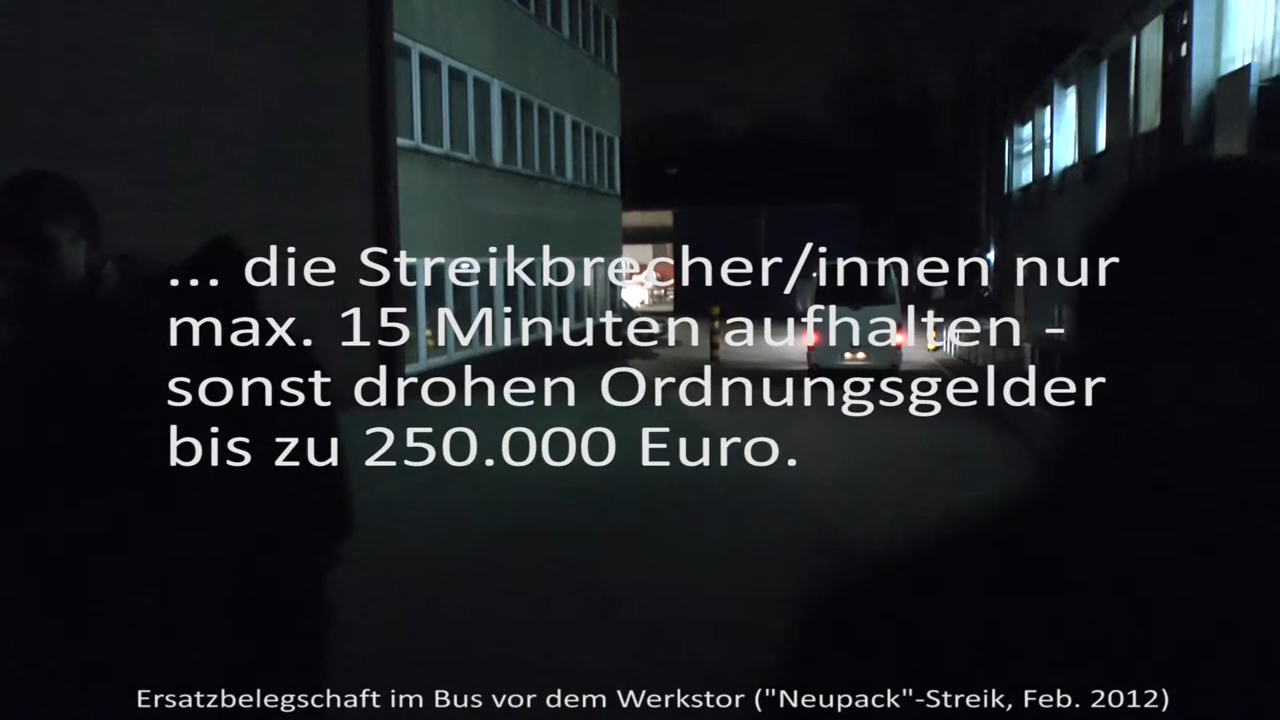 ... die Streikbrecher/innen nur
max. 15 Minuten aufhalten -
sonst drohen Ordnungsgelder
bis zu 250.000 Euro.
Ersatzbelegschaft im Bus vor dem Werkstor ("Neupack"-Streik, Feb. 2012)